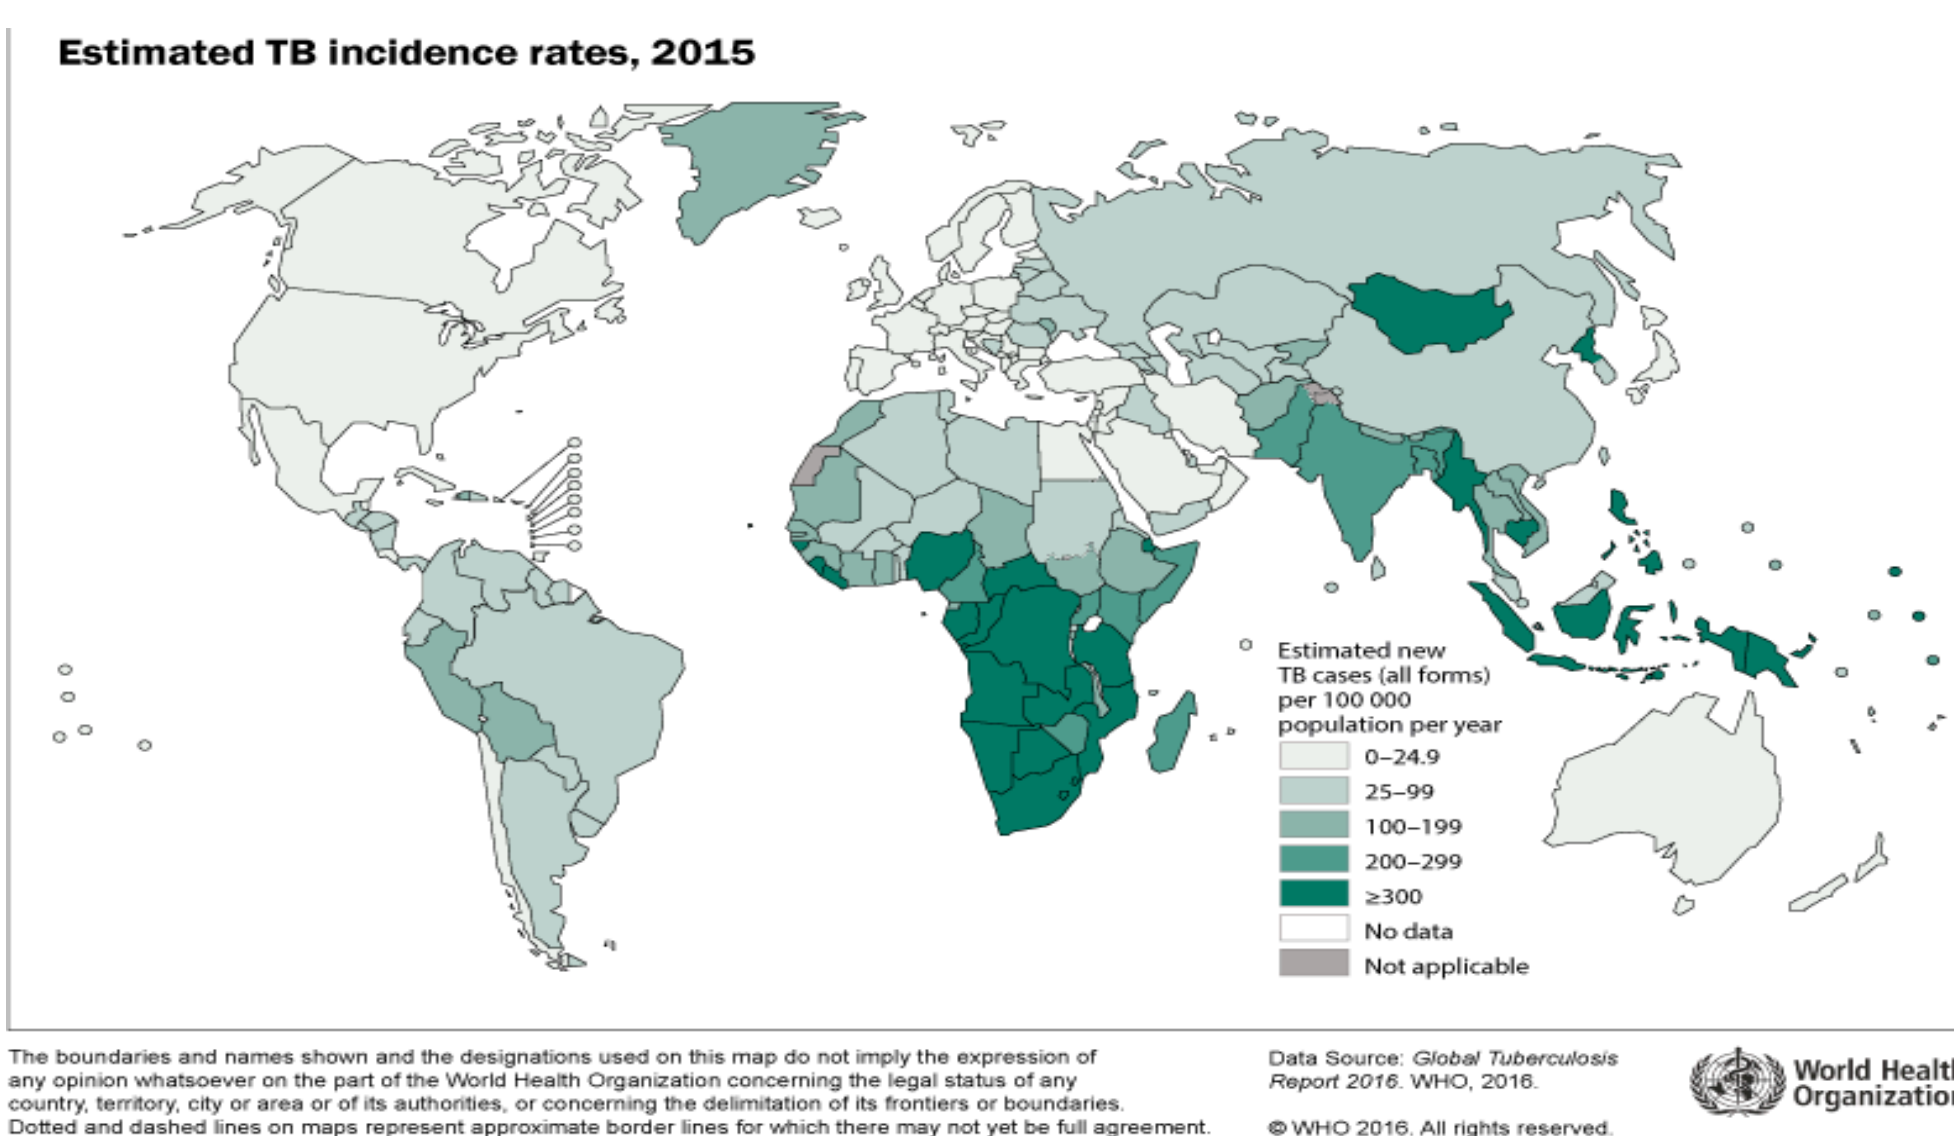 Estimated TB incidence rates, 2015
Estimated new
TB cases (all forms)
per 100 000
population per year
0–24.9
25–99
100–199
200–299
≥300
No data
Not applicable
The boundaries and names shown and the designations used on this map do not imply the expression of
any opinion whatsoever on the part of the World Health Organization concerning the legal status of any
country, territory, city or area or of its authorities, or concerning the delimitation of its frontiers or boundaries.
Dotted and dashed lines on maps represent approximate border lines for which there may not yet be full agreement.
Data Source: Global Tuberculosis
Report 2016. WHO, 2016.
© WHO 2016. All rights reserved.
World Health
Organization